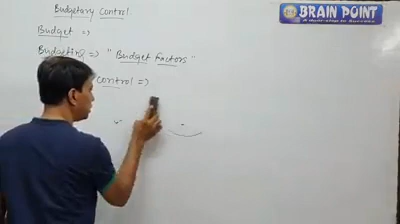 Budgetary Control.
Budget =>
Budgeting => "Budget Factors"
Control =>
BRAIN POINT